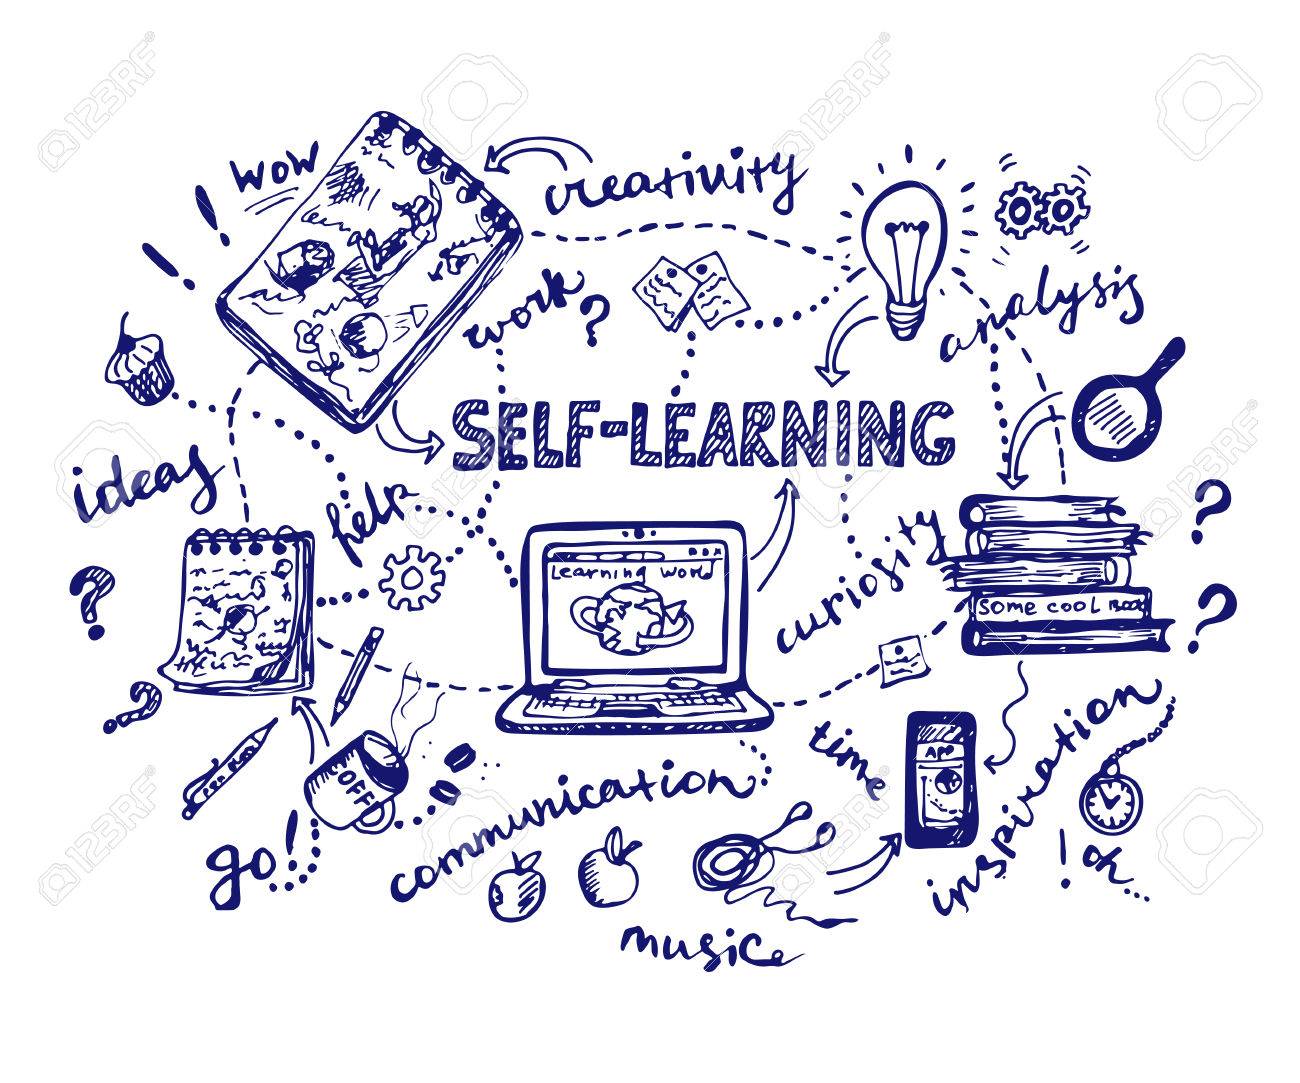 wow
creativity
work
?
analysis
SELF-LEARNING
ideas
help
Learning World
curiosity
SOME COOL BOOK
?
?
?
?
APP
time
inspiration
OFF!
go!
communication
! oh...
music
123RF